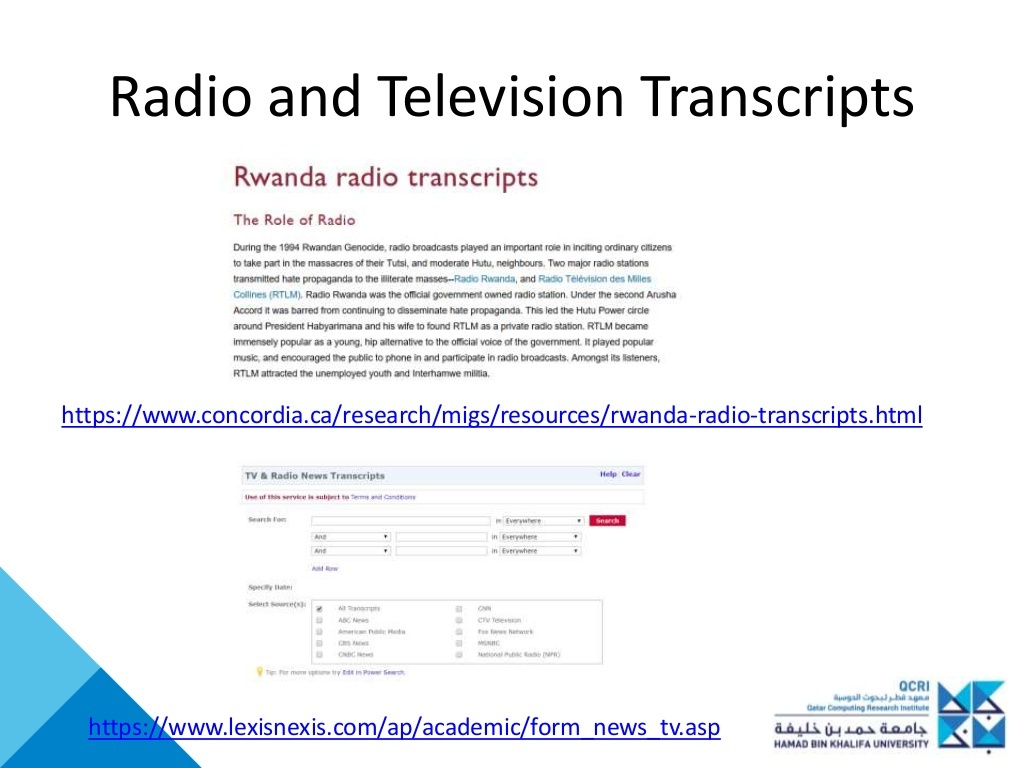 Radio and Television Transcripts
Rwanda radio transcripts
The Role of Radio
During the 1994 Rwandan Genocide, radio broadcasts played an important role in inciting ordinary citizens
to take part in the massacres of their Tutsi, and moderate Hutu, neighbours. Two major radio stations
transmitted hate propaganda to the illiterate masses--Radio Rwanda, and Radio Télévision des Milles
Collines (RTLM). Radio Rwanda was the official government owned radio station. Under the second Arusha
Accord it was barred from continuing to disseminate hate propaganda. This led the Hutu Power circle
around President Habyarimana and his wife to found RTLM as a private radio station. RTLM became
immensely popular as a young, hip alternative to the official voice of the government. It played popular
music, and encouraged the public to phone in and participate in radio broadcasts. Amongst its listeners,
RTLM attracted the unemployed youth and Interhamwe militia.
https://www.concordia.ca/research/migs/resources/rwanda-radio-transcripts.html
TV & Radio News Transcripts Help Clear
Use of this service is subject to Terms and Conditions
Search For: in Everywhere Search
And in Everywhere
And in Everywhere
Add Row
Specify Date:
Select Source(s): All Transcripts CNN
ABC News CTV Television
American Public Media Fox News Network
CBS News MSNBC
CNBC News National Public Radio (NPR)
Tip: For more options try Edit in Power Search.
https://www.lexisnexis.com/ap/academic/form_news_tv.asp
QCRI
معهد قطر لبحوث الحوسبة
Qatar Computing Research Institute
جامعة حمد بن خليفة
HAMAD BIN KHALIFA UNIVERSITY